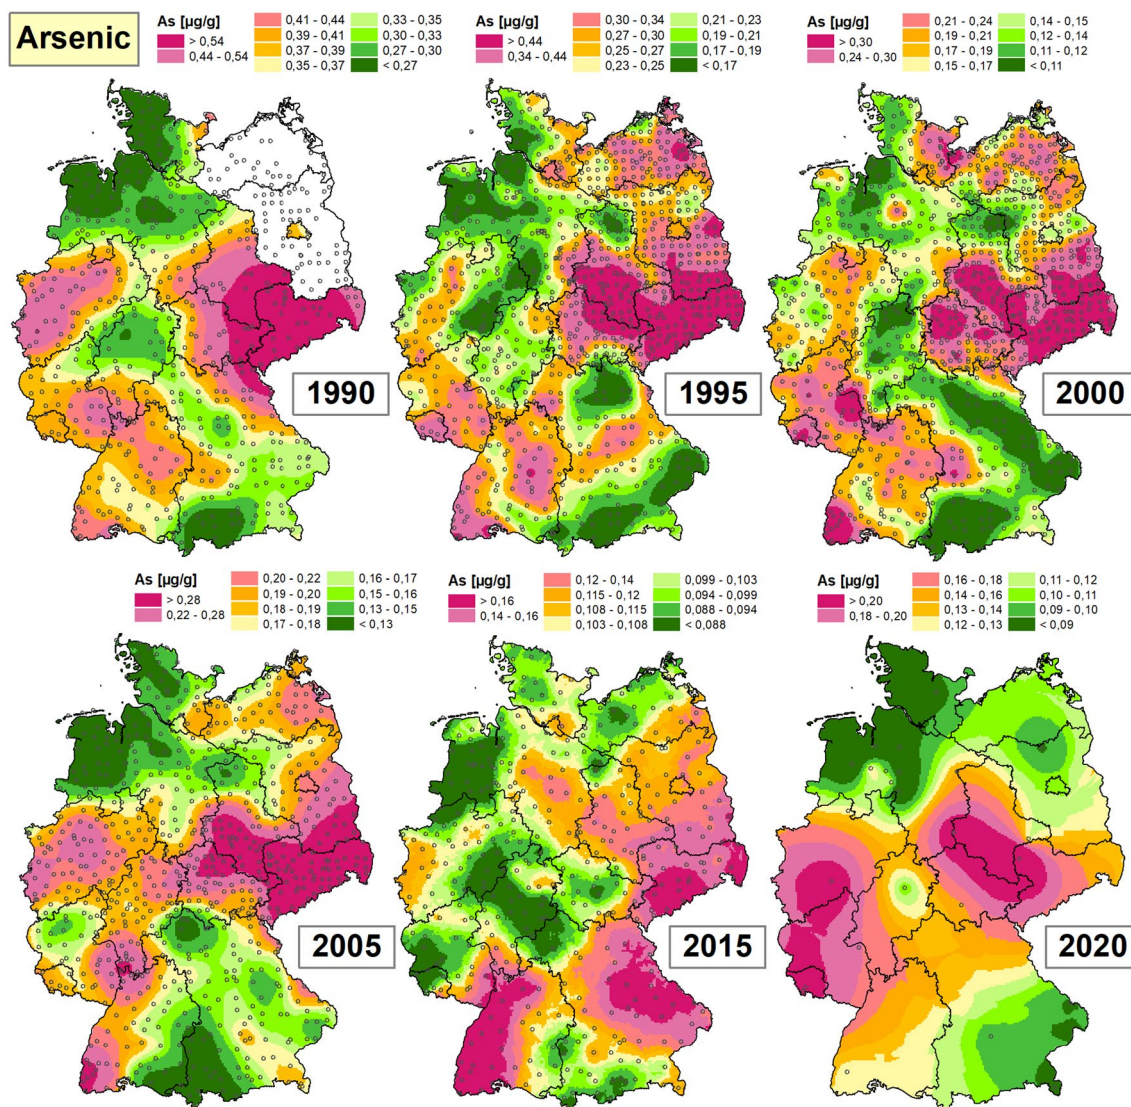 Arsenic
As [µg/g]
> 0,54
0,44 - 0,54
0,41 - 0,44
0,39 - 0,41
0,37 - 0,39
0,35 - 0,37
0,33 - 0,35
0,30 - 0,33
0,27 - 0,30
< 0,27
As [µg/g]
> 0,44
0,34 - 0,44
0,30 - 0,34
0,27 - 0,30
0,25 - 0,27
0,23 - 0,25
0,21 - 0,23
0,19 - 0,21
0,17 - 0,19
< 0,17
As [µg/g]
> 0,30
0,24 - 0,30
0,21 - 0,24
0,19 - 0,21
0,17 - 0,19
0,15 - 0,17
0,14 - 0,15
0,12 - 0,14
0,11 - 0,12
< 0,11
1990
1995
2000
As [µg/g]
> 0,28
0,22 - 0,28
0,20 - 0,22
0,19 - 0,20
0,18 - 0,19
0,17 - 0,18
0,16 - 0,17
0,15 - 0,16
0,13 - 0,15
< 0,13
As [µg/g]
> 0,16
0,14 - 0,16
0,12 - 0,14
0,115 - 0,12
0,108 - 0,115
0,103 - 0,108
0,099 - 0,103
0,094 - 0,099
0,088 - 0,094
< 0,088
As [µg/g]
> 0,20
0,18 - 0,20
0,16 - 0,18
0,14 - 0,16
0,13 - 0,14
0,12 - 0,13
0,11 - 0,12
0,10 - 0,11
0,09 - 0,10
< 0,09
2005
2015
2020